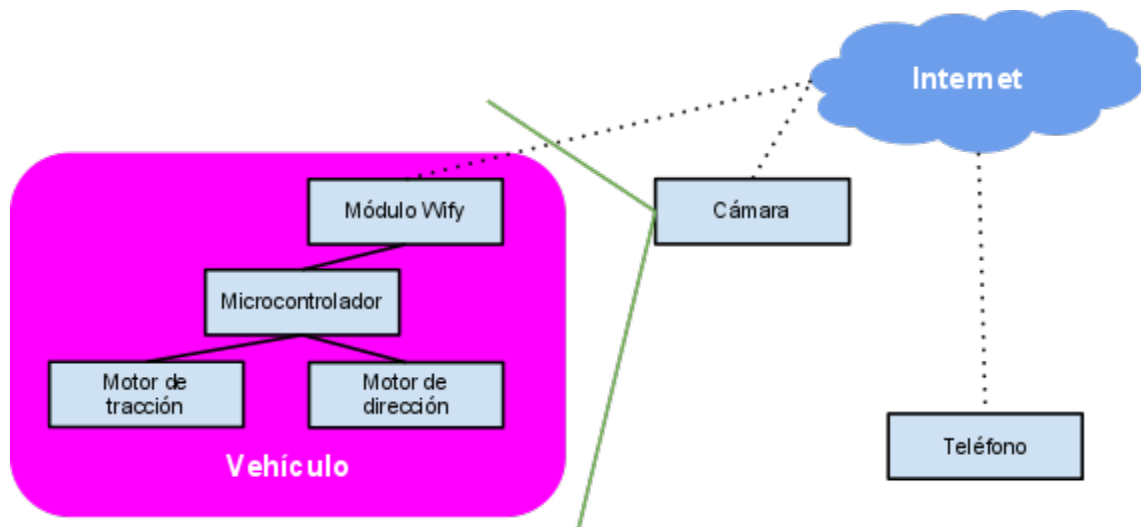 Internet
Módulo Wify
Cámara
Microcontrolador
Motor de
tracción
Motor de
dirección
Teléfono
Vehículo